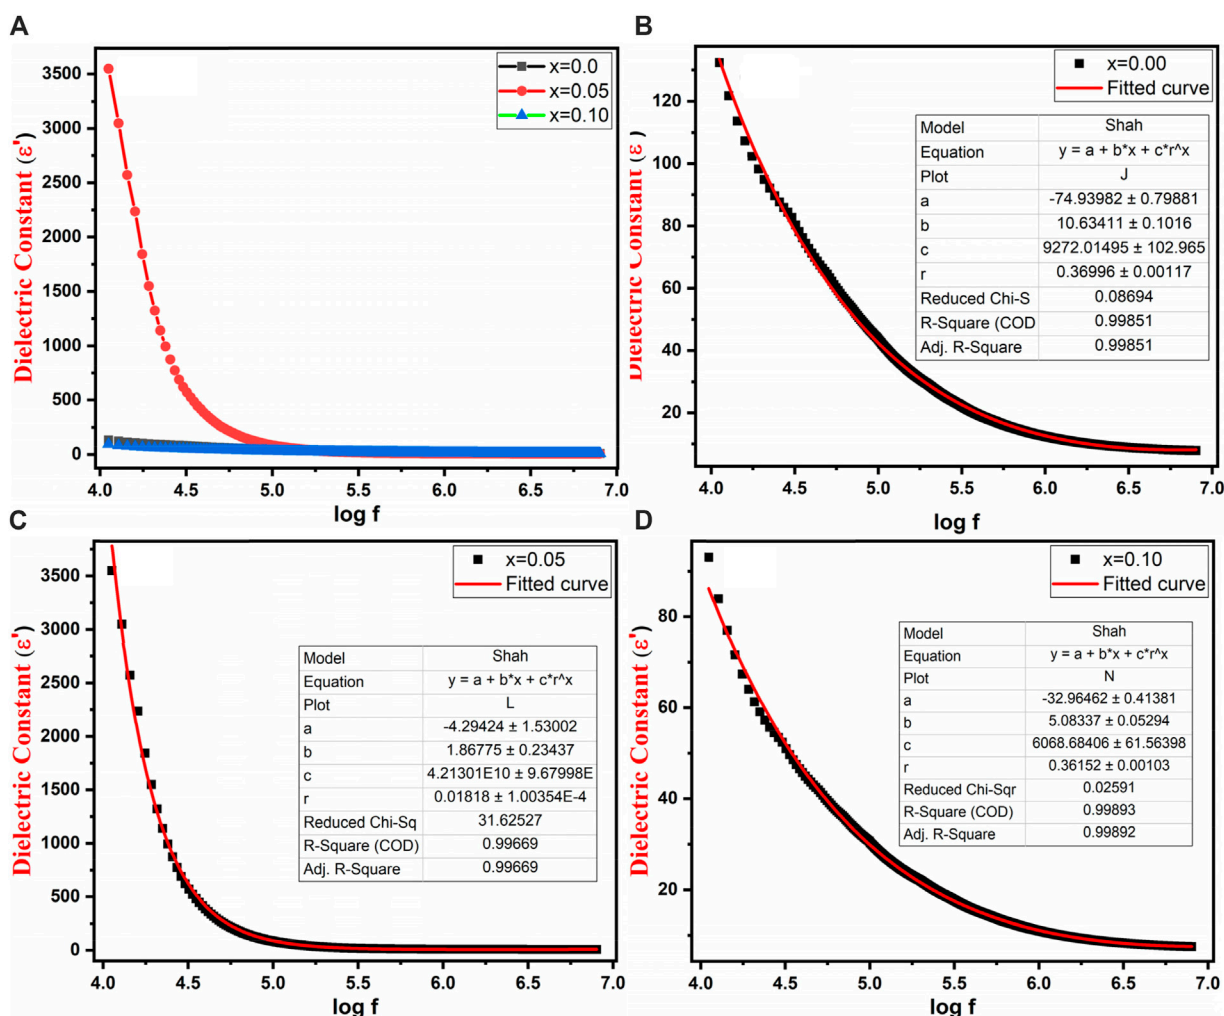 A
Dielectric Constant (ε')
3500
3000
2500
2000
1500
1000
500
0
4.0 4.5 5.0 5.5 6.0 6.5 7.0
log f
x=0.0
x=0.05
x=0.10
B
Dielectric Constant (ε')
120
100
80
60
40
20
4.0 4.5 5.0 5.5 6.0 6.5 7.0
log f
x=0.00
Fitted curve
Model Shah
Equation y = a + b*x + c*r^x
Plot J
a -74.93982 ± 0.79881
b 10.63411 ± 0.1016
c 9272.01495 ± 102.965
r 0.36996 ± 0.00117
Reduced Chi-S 0.08694
R-Square (COD 0.99851
Adj. R-Square 0.99851
C
Dielectric Constant (ε')
3500
3000
2500
2000
1500
1000
500
0
4.0 4.5 5.0 5.5 6.0 6.5 7.0
log f
x=0.05
Fitted curve
Model Shah
Equation y = a + b*x + c*r^x
Plot L
a -4.29424 ± 1.53002
b 1.86775 ± 0.23437
c 4.21301E10 ± 9.67998E
r 0.01818 ± 1.00354E-4
Reduced Chi-Sq 31.62527
R-Square (COD) 0.99669
Adj. R-Square 0.99669
D
Dielectric Constant (ε')
80
60
40
20
4.0 4.5 5.0 5.5 6.0 6.5 7.0
log f
x=0.10
Fitted curve
Model Shah
Equation y = a + b*x + c*r^x
Plot N
a -32.96462 ± 0.41381
b 5.08337 ± 0.05294
c 6068.68406 ± 61.56398
r 0.36152 ± 0.00103
Reduced Chi-Sqr 0.02591
R-Square (COD) 0.99893
Adj. R-Square 0.99892